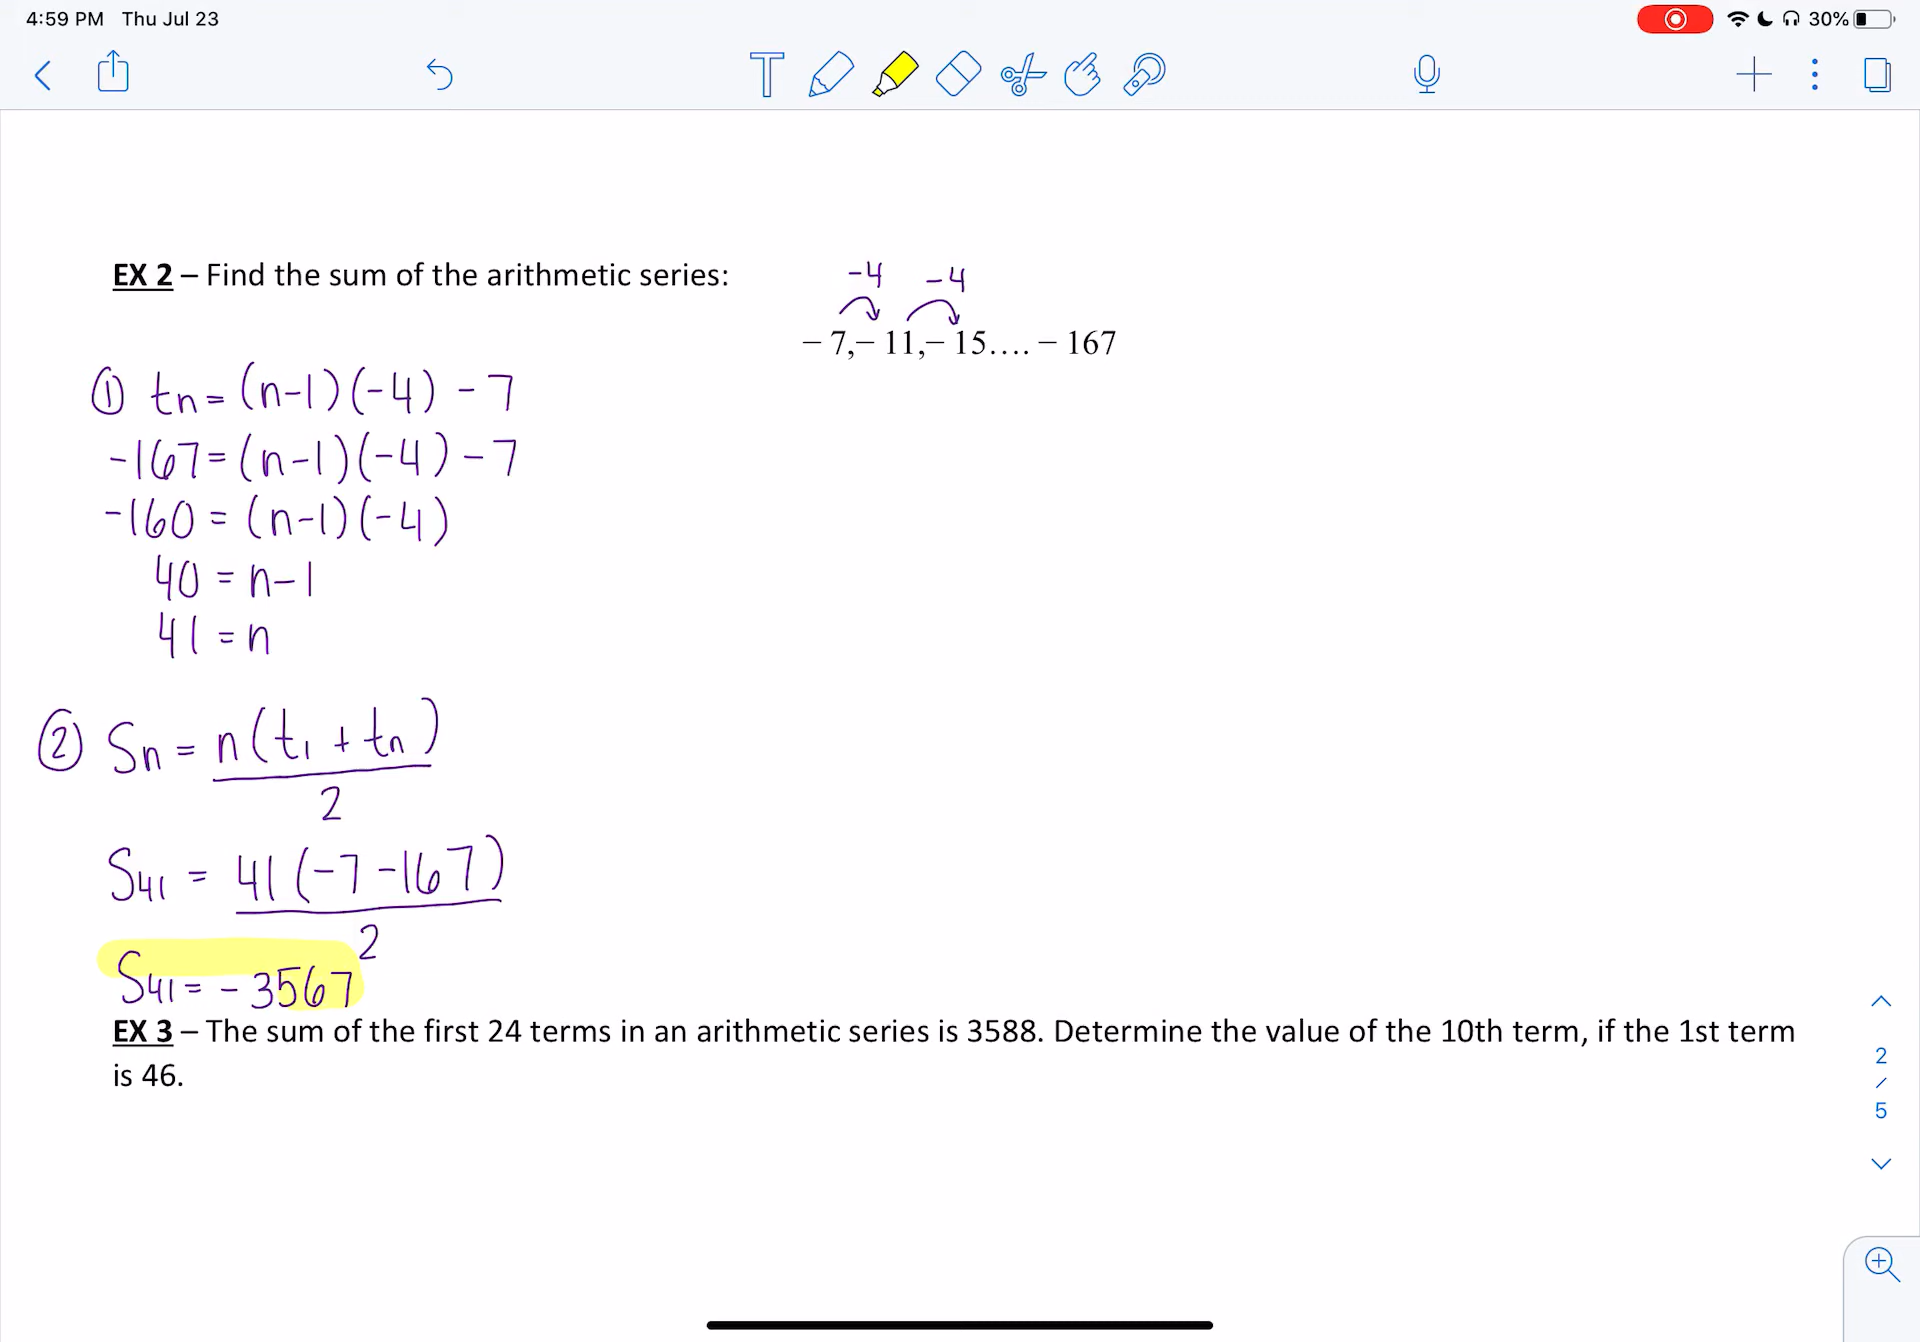 4:59 PM Thu Jul 23
30%
T
EX 2 – Find the sum of the arithmetic series:
-4 -4
– 7,– 11,– 15.... – 167
① tn = (n-1)(-4) - 7
-167 = (n-1)(-4) - 7
-160 = (n-1)(-4)
40 = n-1
41 = n
② Sn = n(t1 + tn)
2
S41 = 41(-7-167)
2
S41 = - 3567
EX 3 – The sum of the first 24 terms in an arithmetic series is 3588. Determine the value of the 10th term, if the 1st term
is 46.
2
/
5